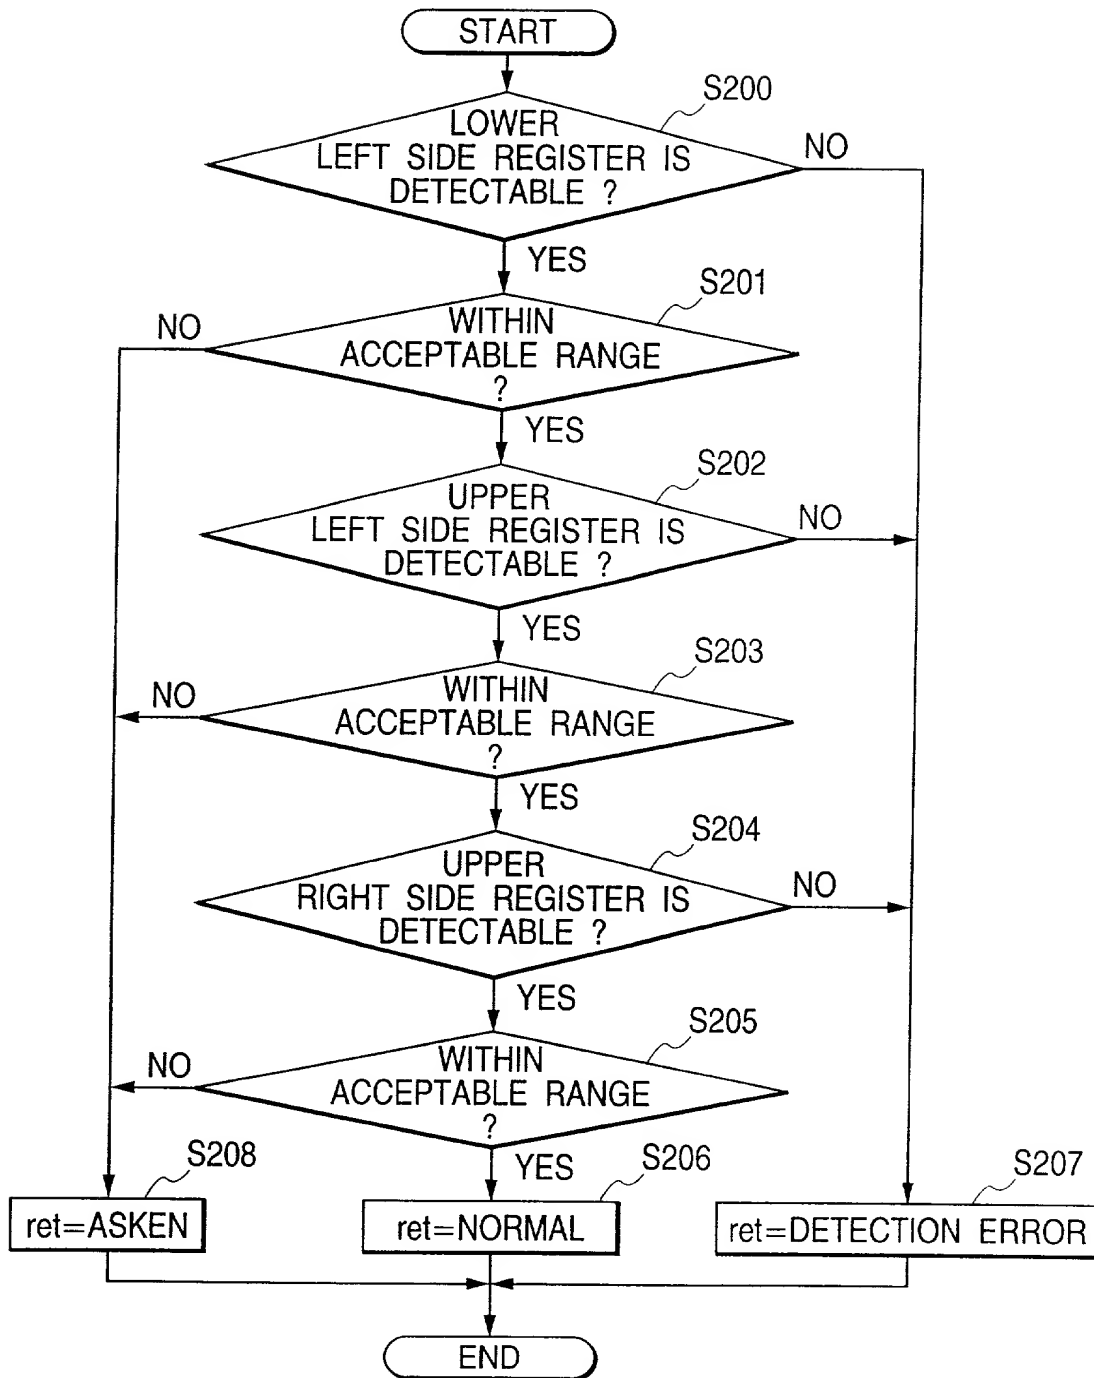 START
S200
LOWER
LEFT SIDE REGISTER IS
DETECTABLE ?
NO
YES
S201
NO
WITHIN
ACCEPTABLE RANGE
?
YES
S202
UPPER
LEFT SIDE REGISTER IS
DETECTABLE ?
NO
YES
S203
NO
WITHIN
ACCEPTABLE RANGE
?
YES
S204
UPPER
RIGHT SIDE REGISTER IS
DETECTABLE ?
NO
YES
S205
NO
WITHIN
ACCEPTABLE RANGE
?
YES
S208
S206
S207
ret=ASKEN
ret=NORMAL
ret=DETECTION ERROR
END